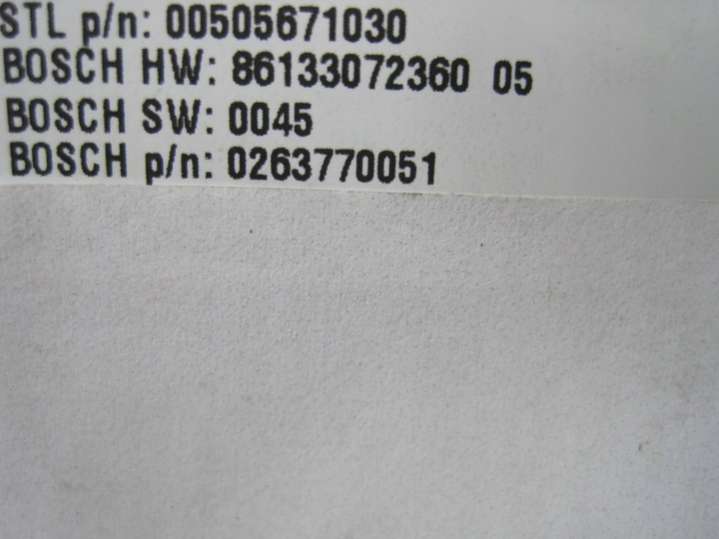 STL p/n: 00505671030
BOSCH HW: 86133072360 05
BOSCH SW: 0045
BOSCH p/n: 0263770051